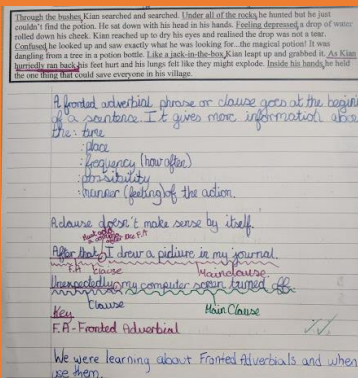 Through the bushes Kian searched and searched. Under all of the rocks he hunted but he just
couldn't find the potion. He sat down with his head in his hands. Feeling depressed, a drop of water
rolled down his cheek. Kian reached up to dry his eyes and realised the drop was not a tear.
Confused, he looked up and saw exactly what he was looking for...the magical potion! It was
dangling from a tree in a potion bottle. Like a jack-in-the-box, Kian leapt up and grabbed it. As Kian
hurriedly ran back, his feet hurt and his lungs felt like they might explode. Inside his hands, he held
the one thing that could save everyone in his village.
A fronted adverbial phrase or clause goes at the begin
of a sentence. It gives more information abou
the: time
:place
:frequency (how often)
:possibility
:manner (feeling) of the action.
A clause doesn't make sense by itself.
after the F.A
After that, I drew a picture in my journal.
F.A Clause Main clause.
Unexpectedly, my computer screen turned off.
Clause Main Clause
Key
F.A - Fronted Adverbial
We were learning about Fronted Adverbials and when
use them.